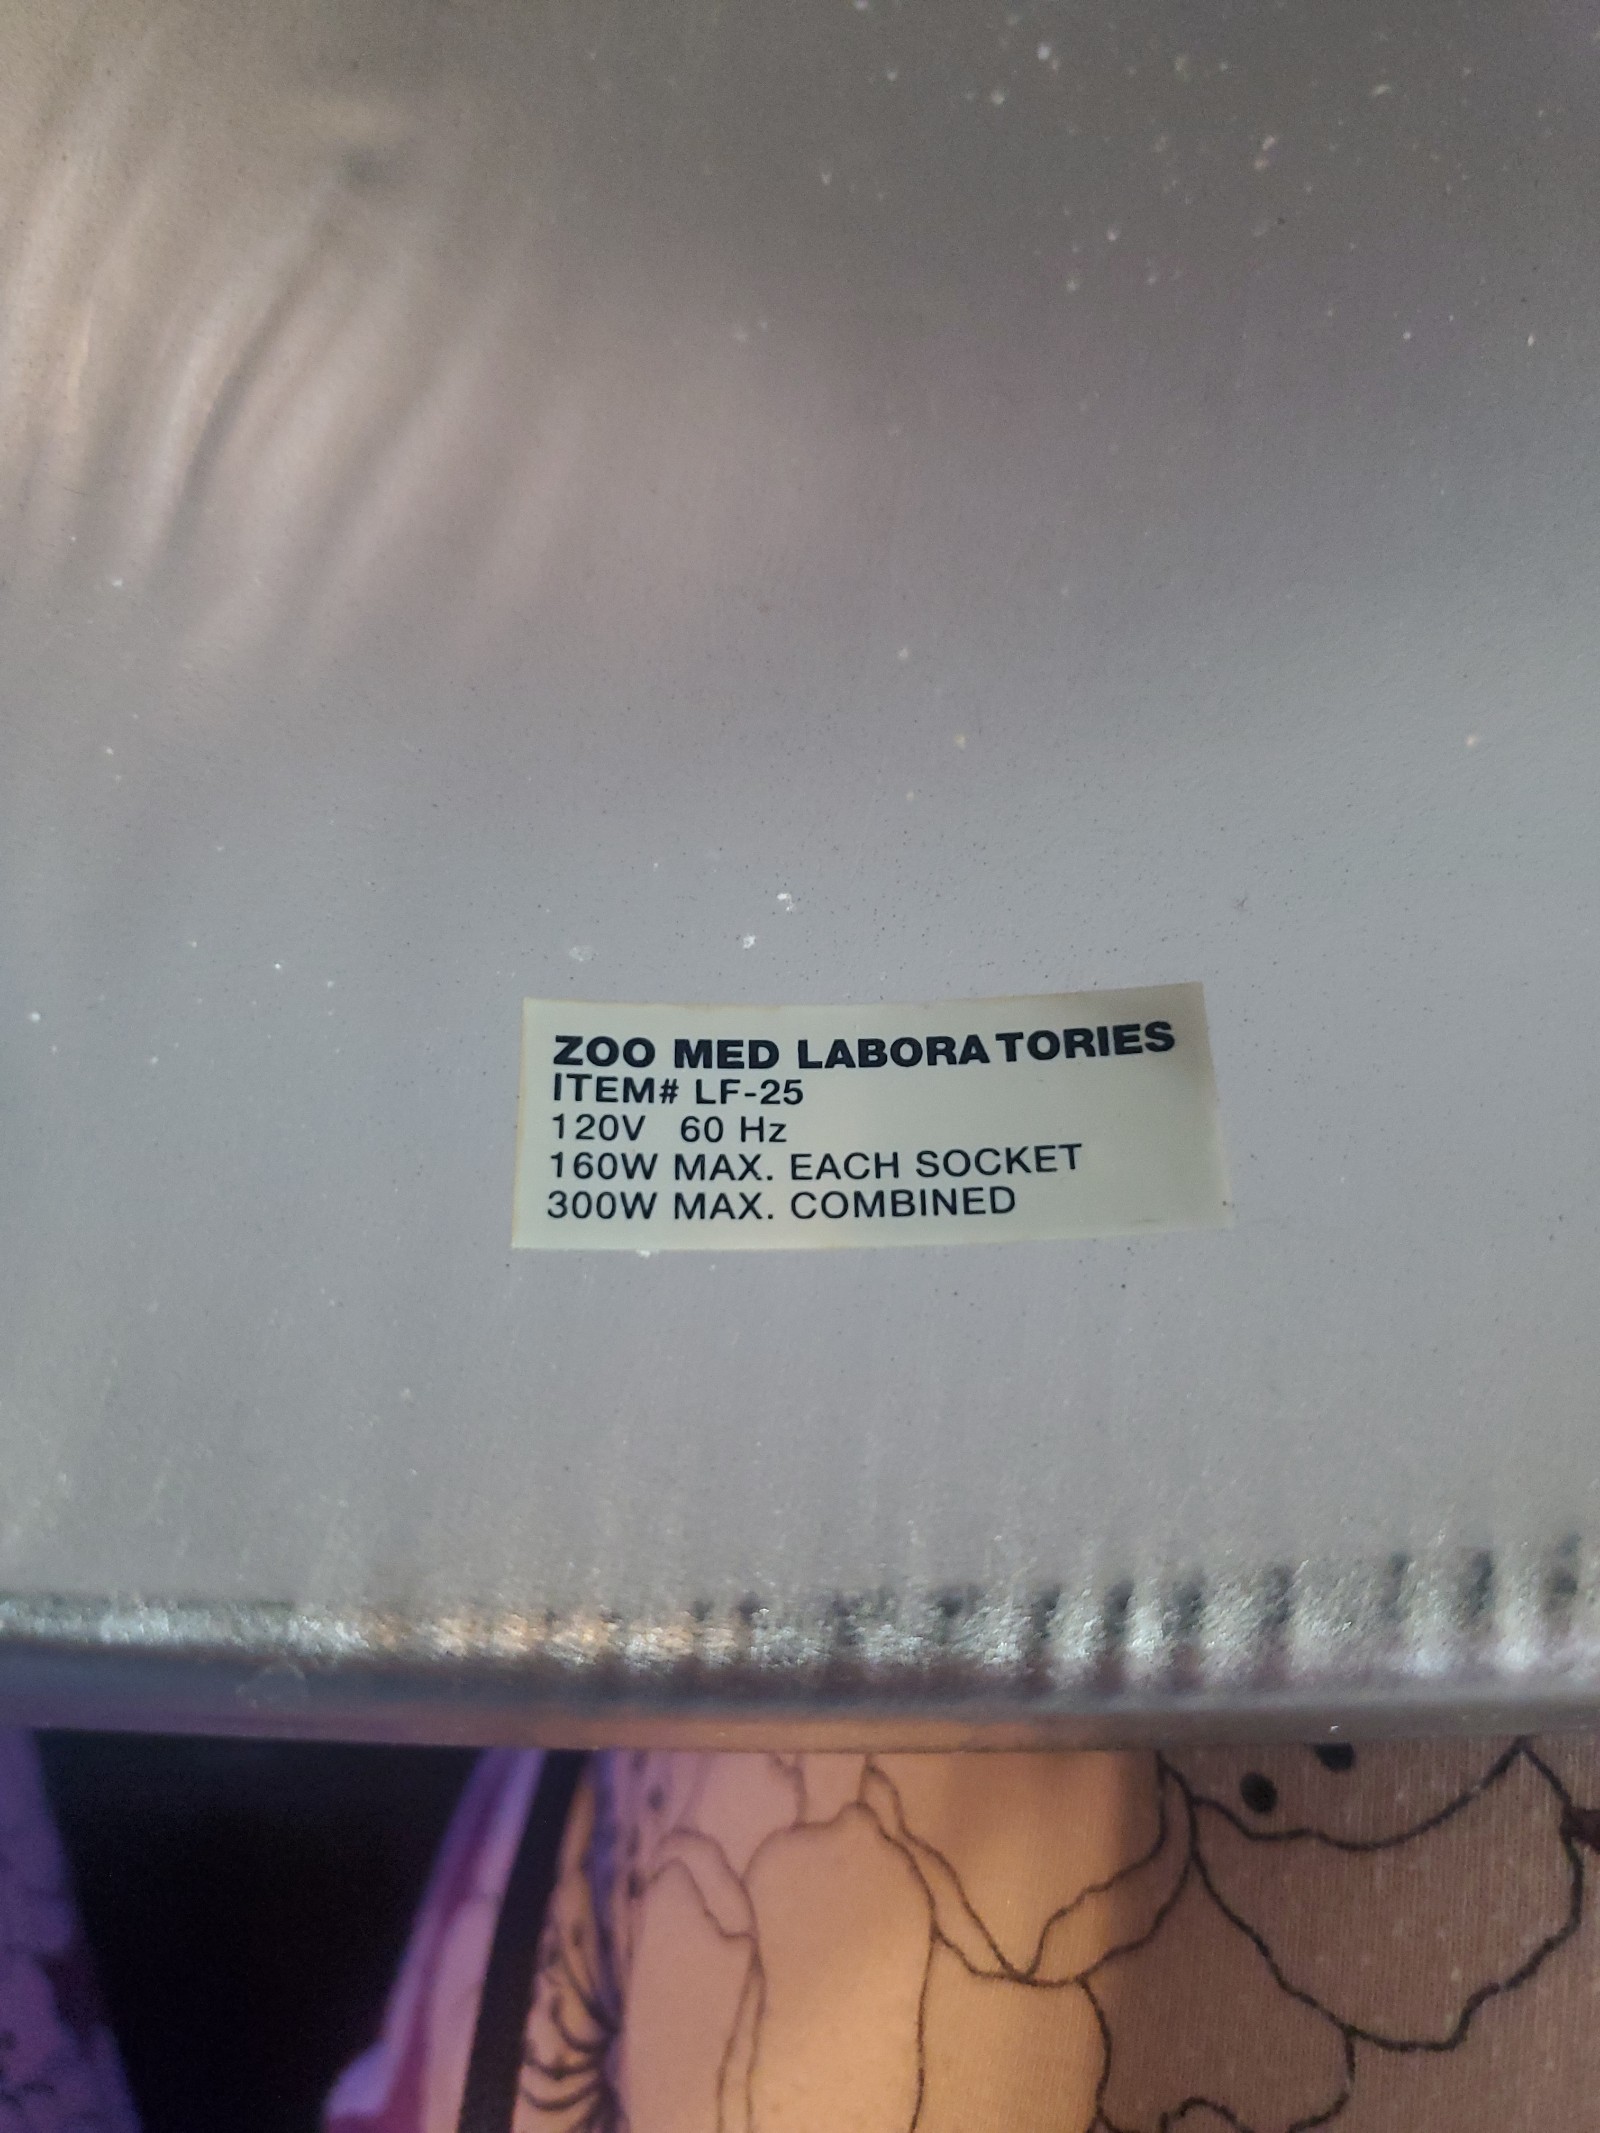 ZOO MED LABORATORIES
ITEM# LF-25
120V 60 Hz
160W MAX. EACH SOCKET
300W MAX. COMBINED